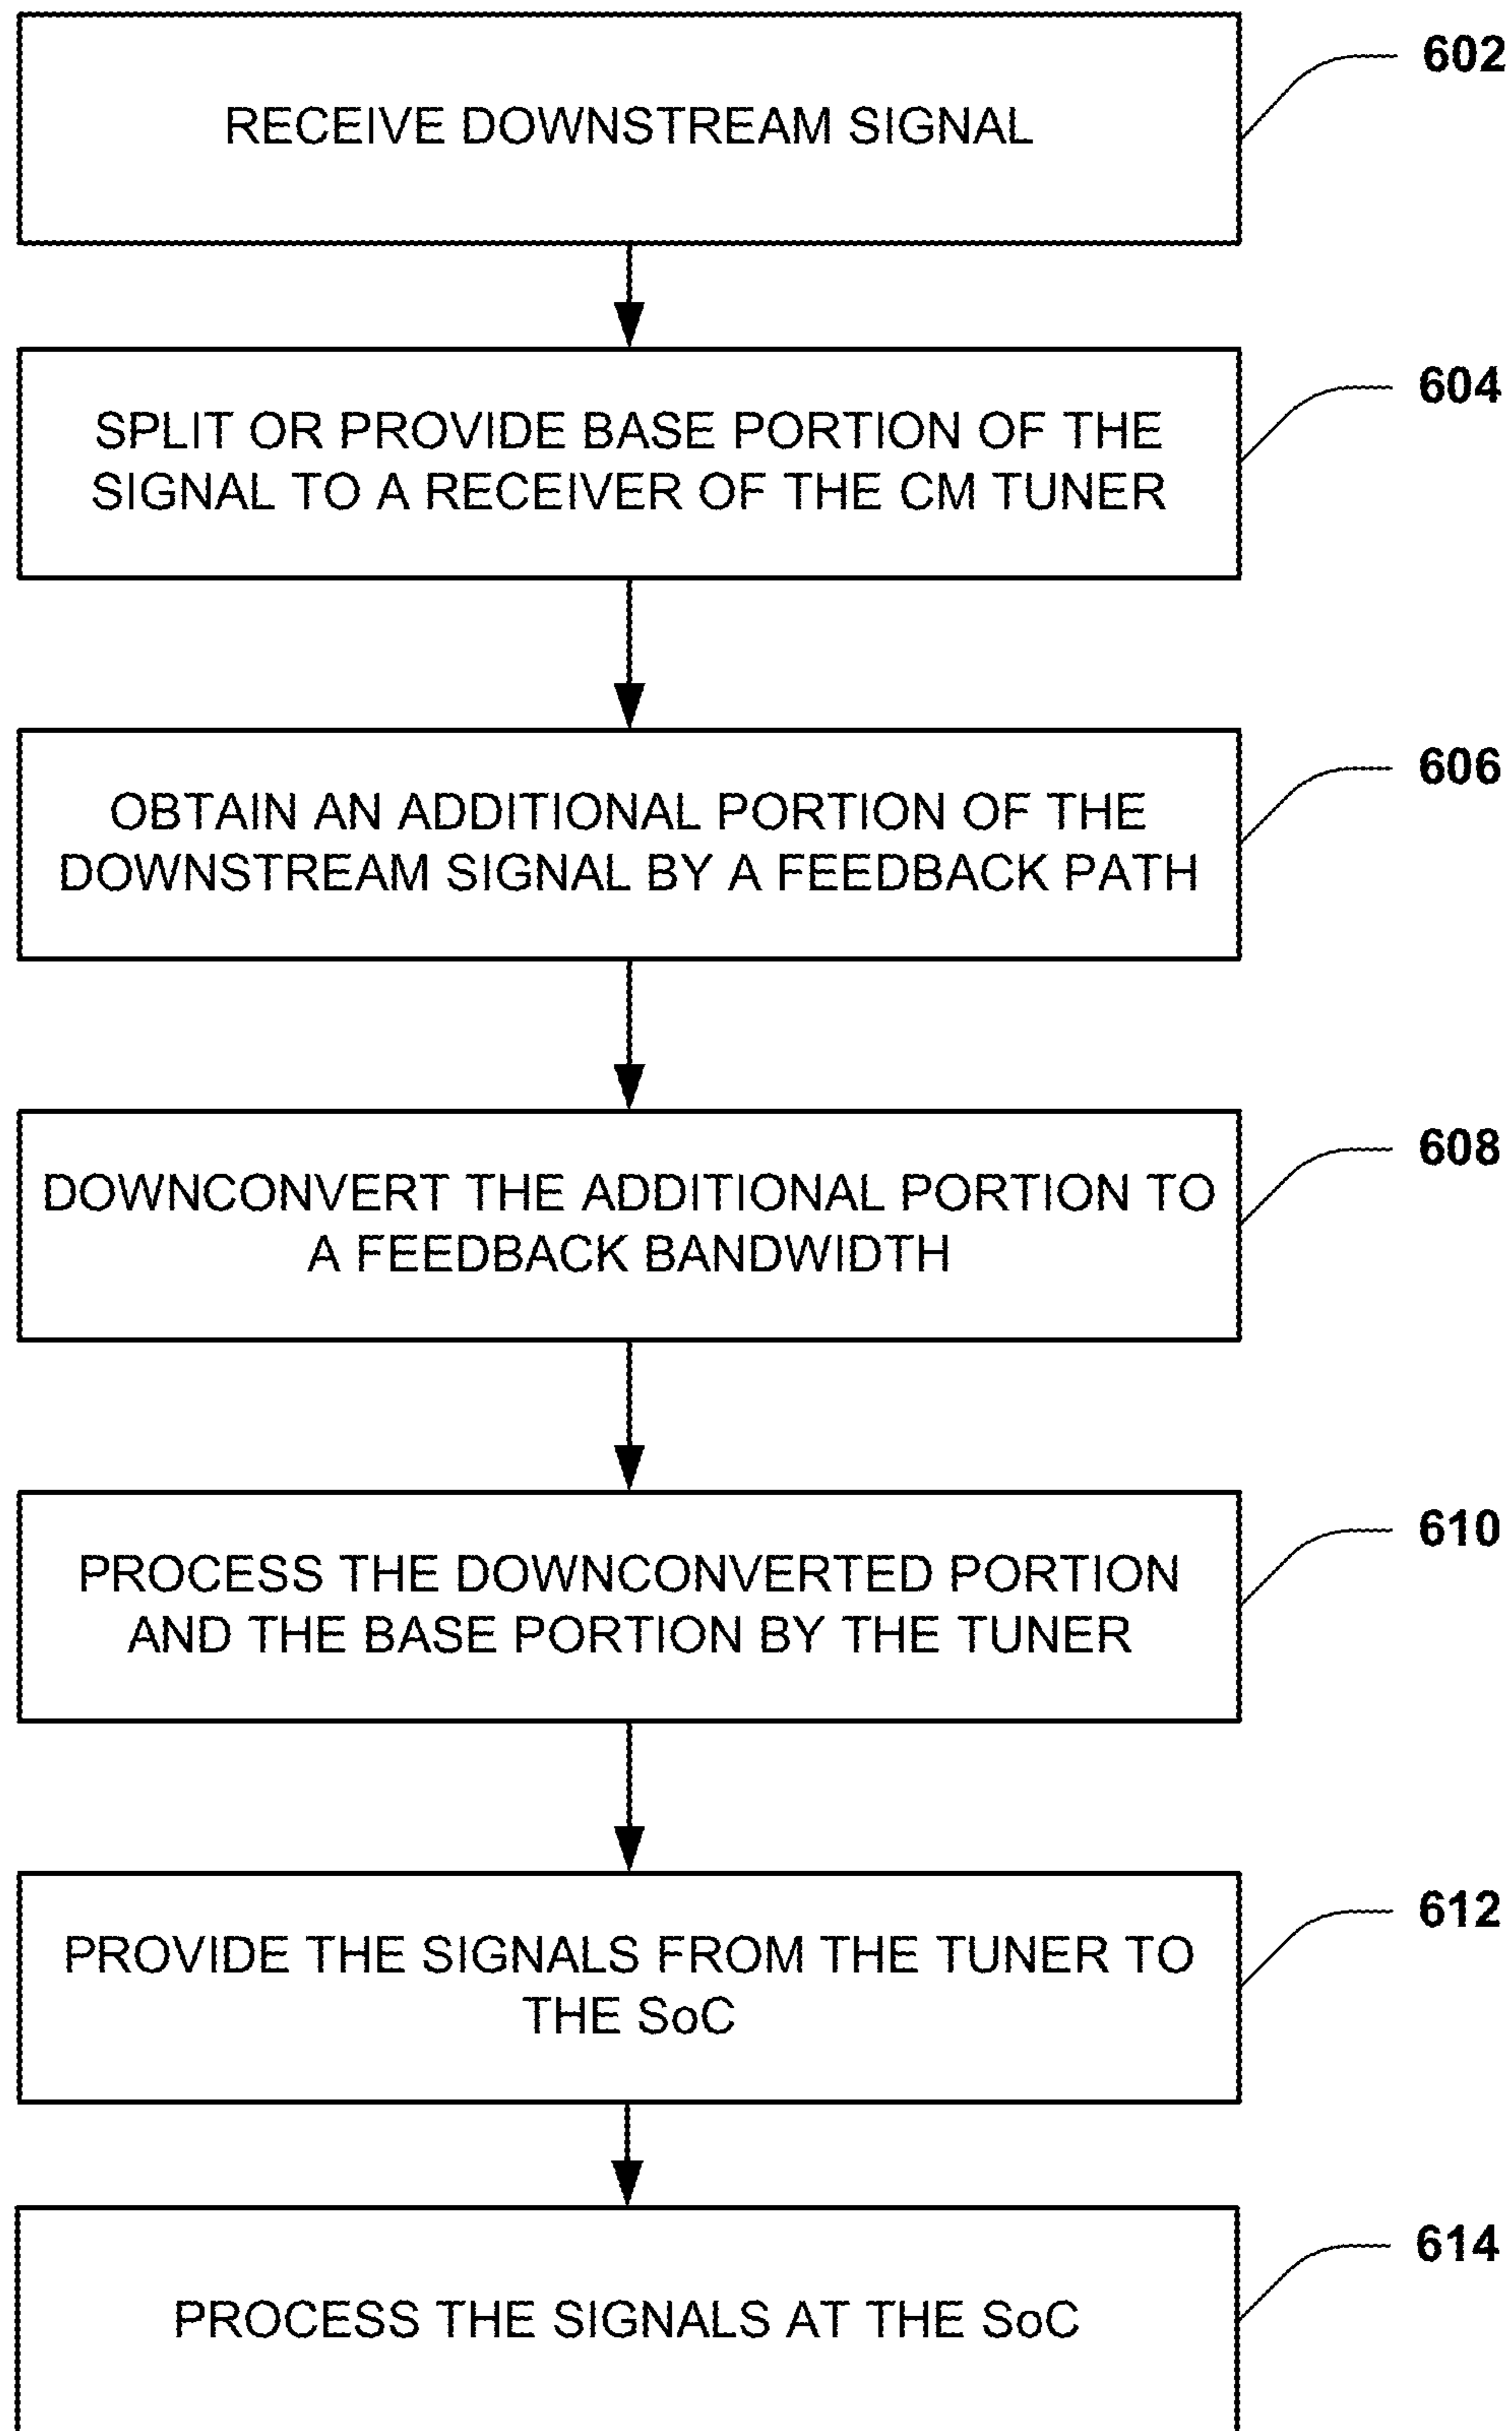 602
RECEIVE DOWNSTREAM SIGNAL
604
SPLIT OR PROVIDE BASE PORTION OF THE
SIGNAL TO A RECEIVER OF THE CM TUNER
606
OBTAIN AN ADDITIONAL PORTION OF THE
DOWNSTREAM SIGNAL BY A FEEDBACK PATH
608
DOWNCONVERT THE ADDITIONAL PORTION TO
A FEEDBACK BANDWIDTH
610
PROCESS THE DOWNCONVERTED PORTION
AND THE BASE PORTION BY THE TUNER
612
PROVIDE THE SIGNALS FROM THE TUNER TO
THE SoC
614
PROCESS THE SIGNALS AT THE SoC